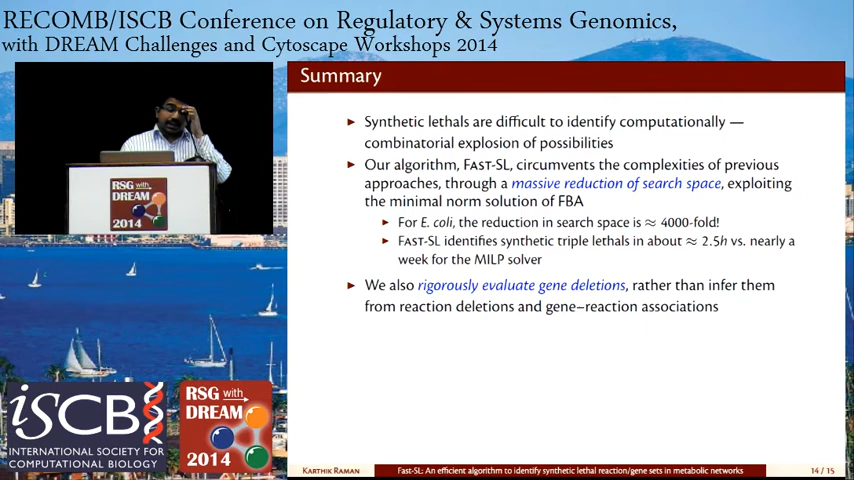 RECOMB/ISCB Conference on Regulatory & Systems Genomics,
with DREAM Challenges and Cytoscape Workshops 2014
Summary
► Synthetic lethals are difficult to identify computationally —
combinatorial explosion of possibilities
► Our algorithm, FAST-SL, circumvents the complexities of previous
approaches, through a massive reduction of search space, exploiting
the minimal norm solution of FBA
► For E. coli, the reduction in search space is ≈ 4000-fold!
► FAST-SL identifies synthetic triple lethals in about ≈ 2.5h vs. nearly a
week for the MILP solver
► We also rigorously evaluate gene deletions, rather than infer them
from reaction deletions and gene–reaction associations
RSG with
DREAM
2014
iSCB
INTERNATIONAL SOCIETY FOR
COMPUTATIONAL BIOLOGY
RSG with
DREAM
2014
KARTHIK RAMAN
Fast-SL: An efficient algorithm to identify synthetic lethal reaction/gene sets in metabolic networks
14 / 15